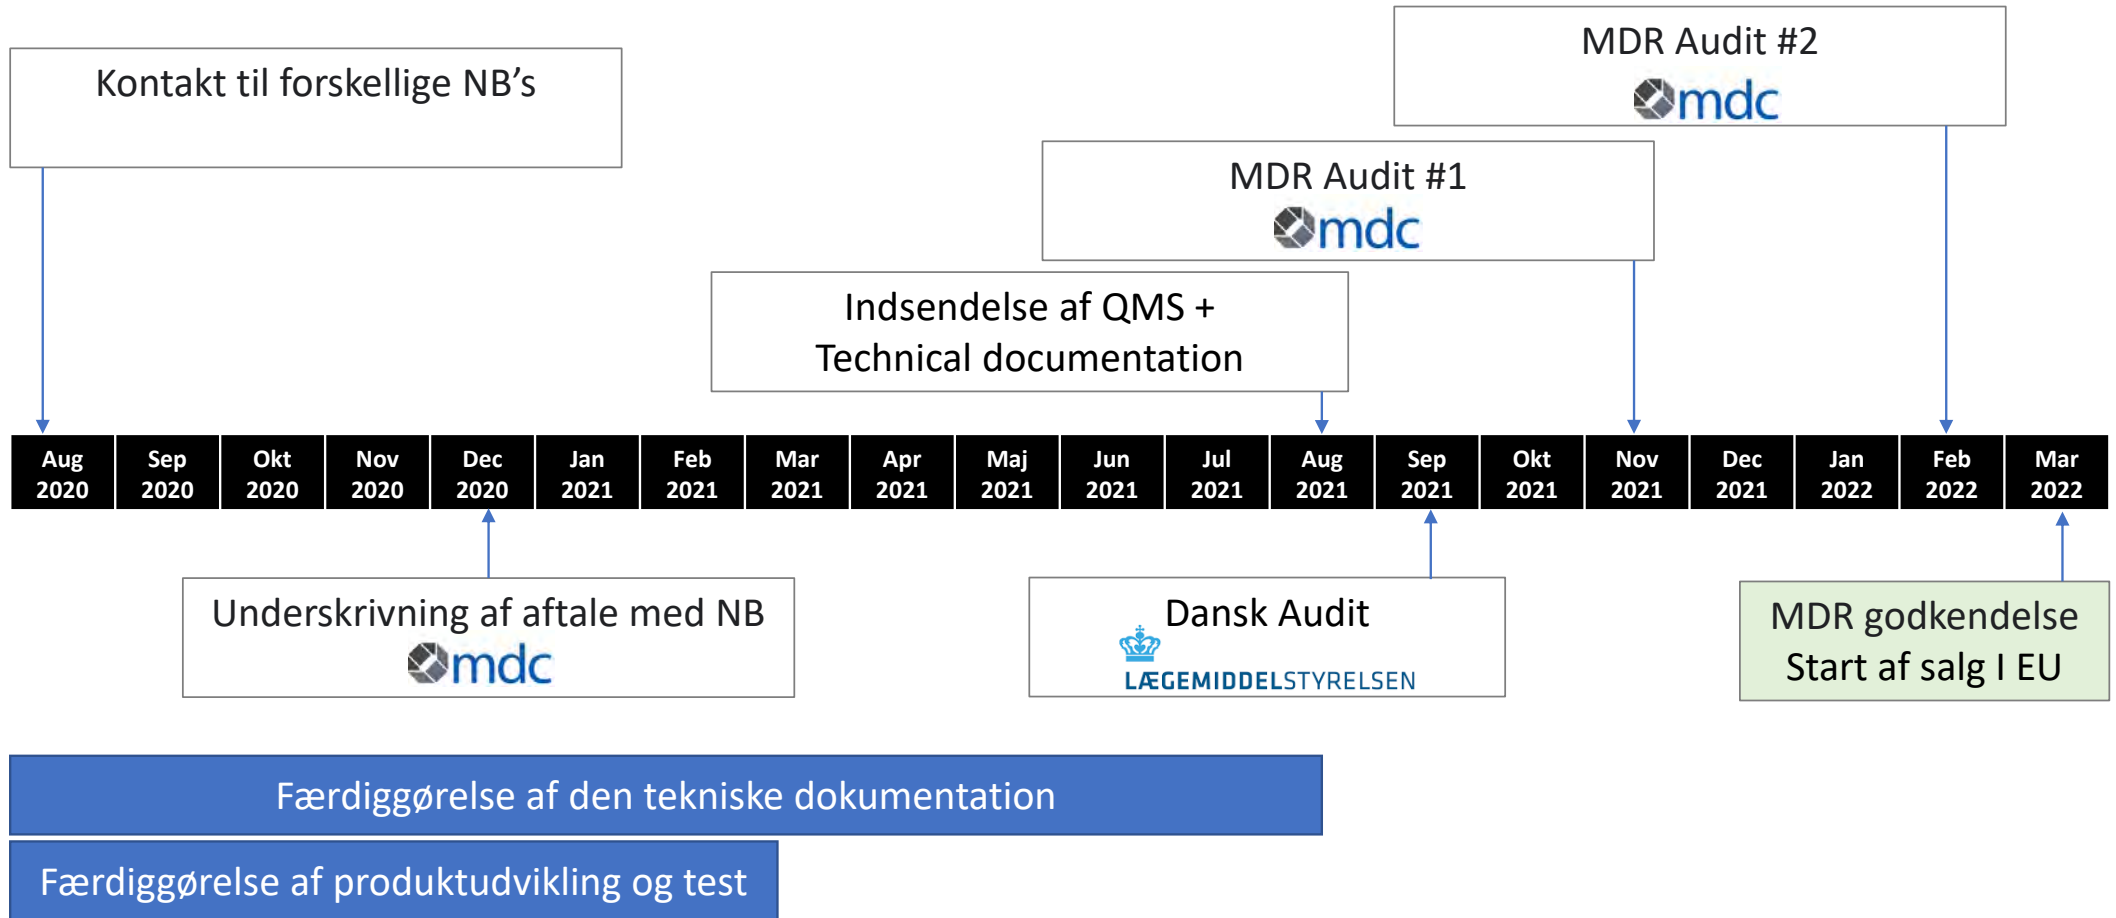 Kontakt til forskellige NB's
MDR Audit #2
mdc
MDR Audit #1
mdc
Indsendelse af QMS +
Technical documentation
Aug 2020
Sep 2020
Okt 2020
Nov 2020
Dec 2020
Jan 2021
Feb 2021
Mar 2021
Apr 2021
Maj 2021
Jun 2021
Jul 2021
Aug 2021
Sep 2021
Okt 2021
Nov 2021
Dec 2021
Jan 2022
Feb 2022
Mar 2022
Underskrivning af aftale med NB
mdc
Dansk Audit
LÆGEMIDDELSTYRELSEN
MDR godkendelse
Start af salg I EU
Færdiggørelse af den tekniske dokumentation
Færdiggørelse af produktudvikling og test